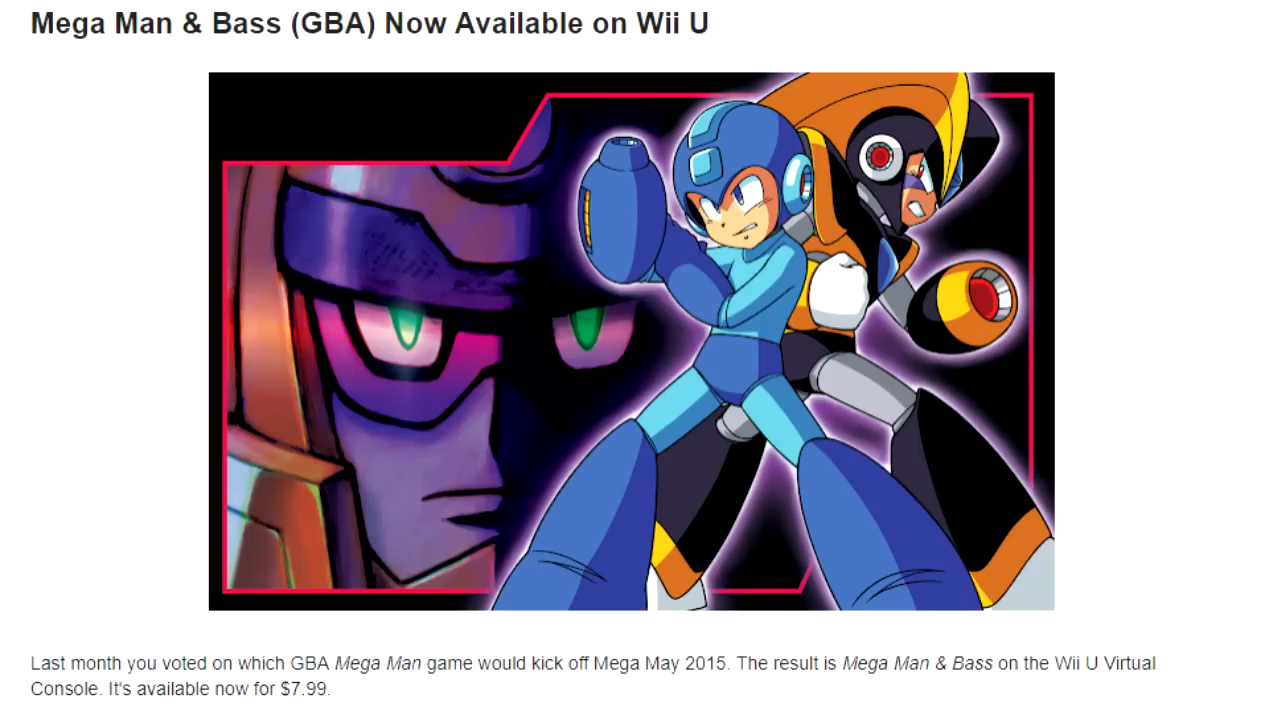 Mega Man & Bass (GBA) Now Available on Wii U
Last month you voted on which GBA Mega Man game would kick off Mega May 2015. The result is Mega Man & Bass on the Wii U Virtual
Console. It's available now for $7.99.